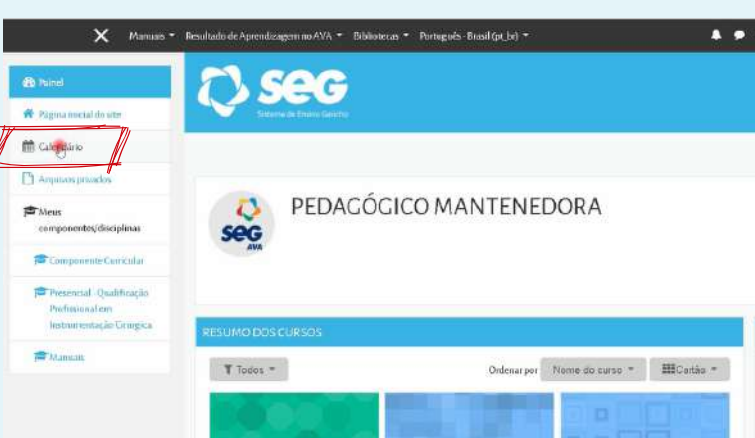 Manuais
Resultado de Aprendizagem no AVA
Bibliotecas
Português - Brasil (pt_br)
Painel
Página inicial do site
Calendário
Arquivos privados
Meus
componentes/disciplinas
Componente Curricular
Presencial - Qualificação
Profissional em
Instrumentação Cirúrgica
Manuais
seg
Sistema de Ensino Gaúcho
seg
AVA
PEDAGÓGICO MANTENEDORA
RESUMO DOS CURSOS
Todos
Ordenar por
Nome do curso
Cartão